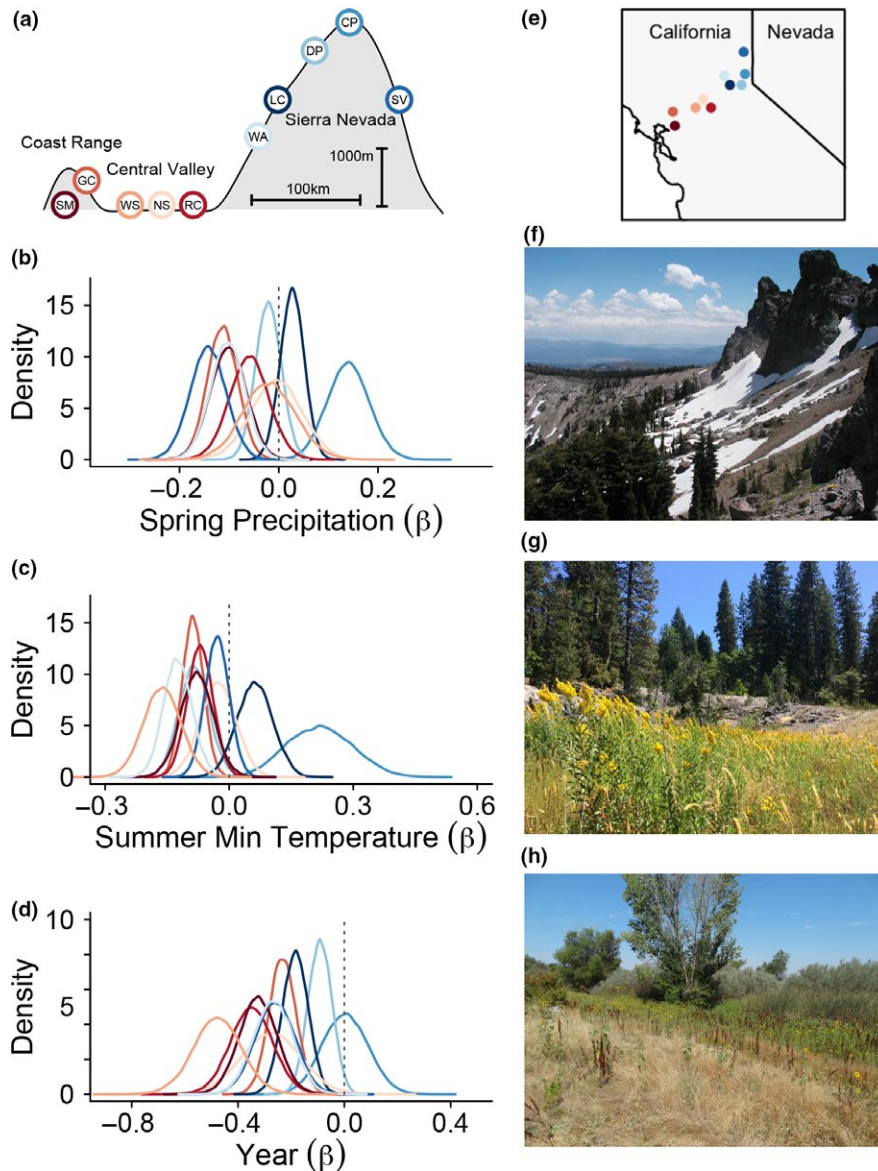 (a)
CP
DP
LC
SV
WA
Sierra Nevada
Coast Range
Central Valley
GC
SM
WS
NS
RC
1000m
100km
(b)
Density
15
10
5
0
−0.2
0.0
0.2
Spring Precipitation (β)
(c)
Density
15
10
5
0
−0.3
0.0
0.3
0.6
Summer Min Temperature (β)
(d)
Density
10
5
0
−0.8
−0.4
0.0
0.4
Year (β)
(e)
California
Nevada
(f)
(g)
(h)